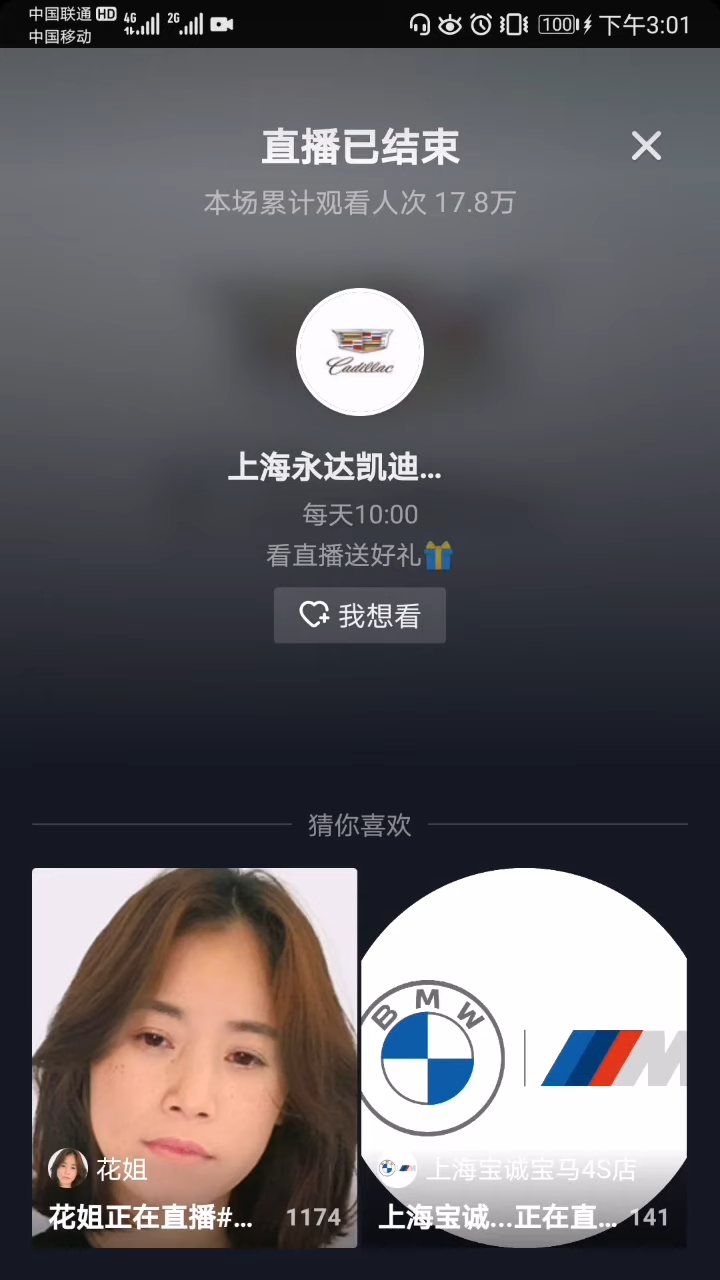 中国联通 HD 4G 2G 100 下午3:01
中国移动
直播已结束
本场累计观看人次 17.8万
Cadillac
上海永达凯迪...
每天10:00
看直播送好礼🎁
我想看
猜你喜欢
BMW
M
花姐
花姐正在直播#... 1174
上海宝诚宝马4S店
上海宝诚...正在直... 141